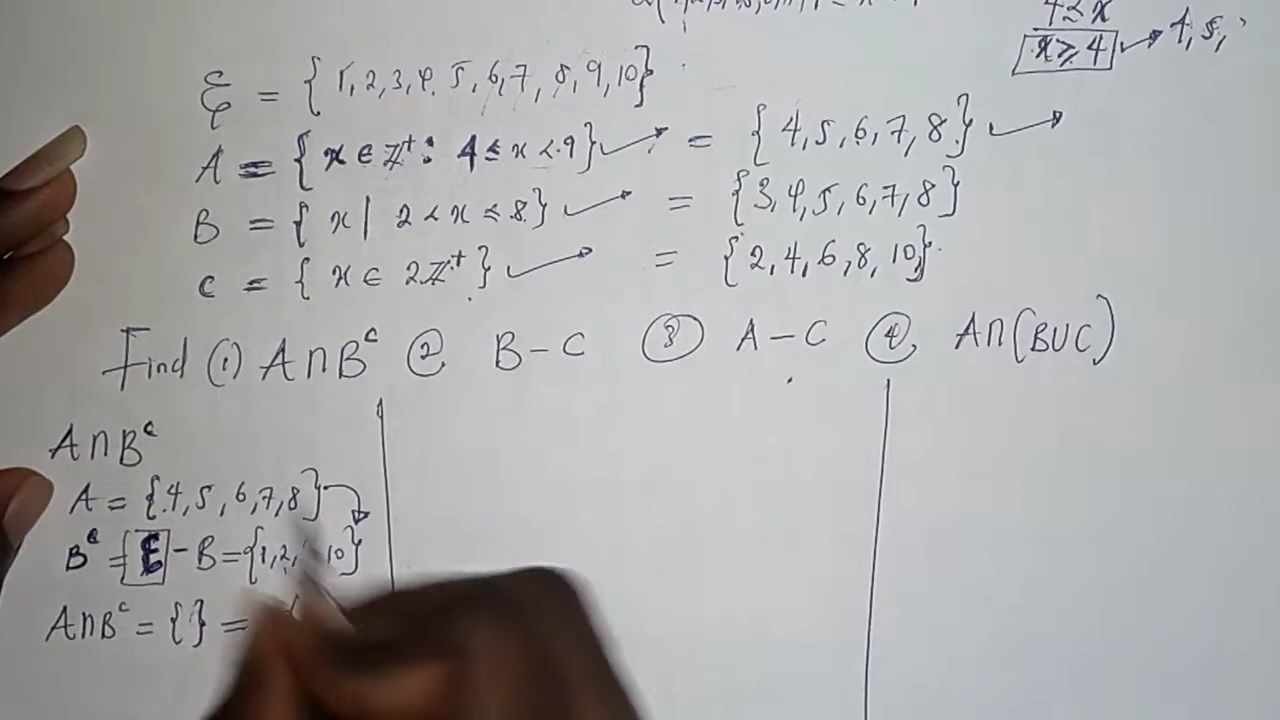 4 ≤ x
x ≥ 4 → 4, 5,
ξ = { 1, 2, 3, 4, 5, 6, 7, 8, 9, 10}
A = { x ∈ ℤ⁺ : 4 ≤ x < 9} → = { 4, 5, 6, 7, 8} →
B = { x | 2 < x ≤ 8} → = {3, 4, 5, 6, 7, 8}
C = { x ∈ 2ℤ⁺ } → = {2, 4, 6, 8, 10}
Find ① A∩Bᶜ ② B - C ③ A - C ④ A∩(B∪C)
A∩Bᶜ
A = {4, 5, 6, 7, 8}
Bᶜ = ξ - B = {1, 2, 10}
A∩Bᶜ = { } =